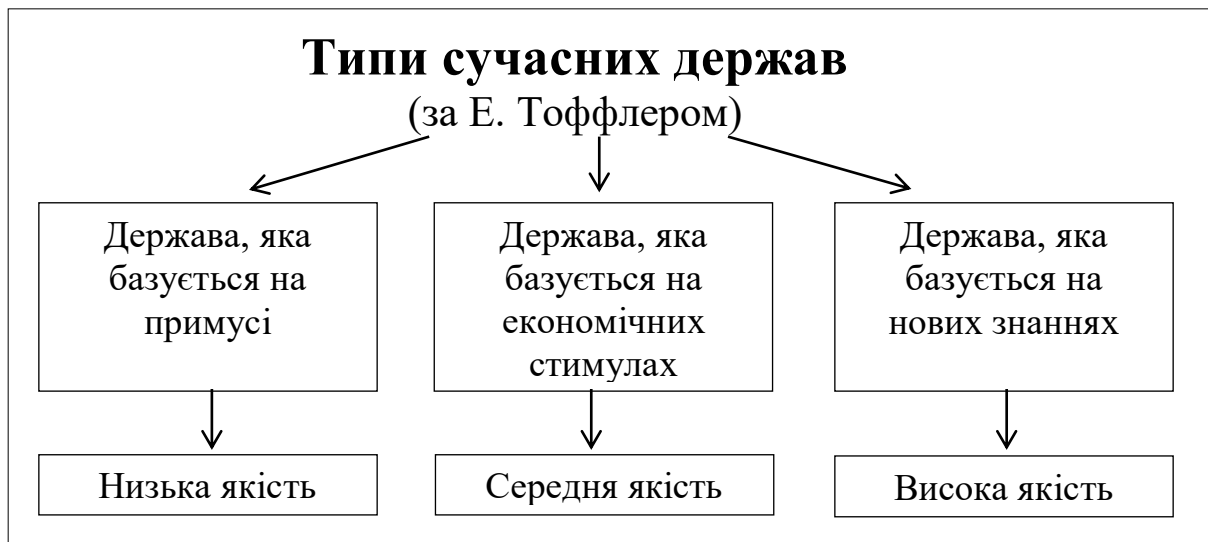 Типи сучасних держав
(за Е. Тоффлером)
Держава, яка
базується на
примусі
Держава, яка
базується на
економічних
стимулах
Держава, яка
базується на
нових знаннях
Низька якість
Середня якість
Висока якість